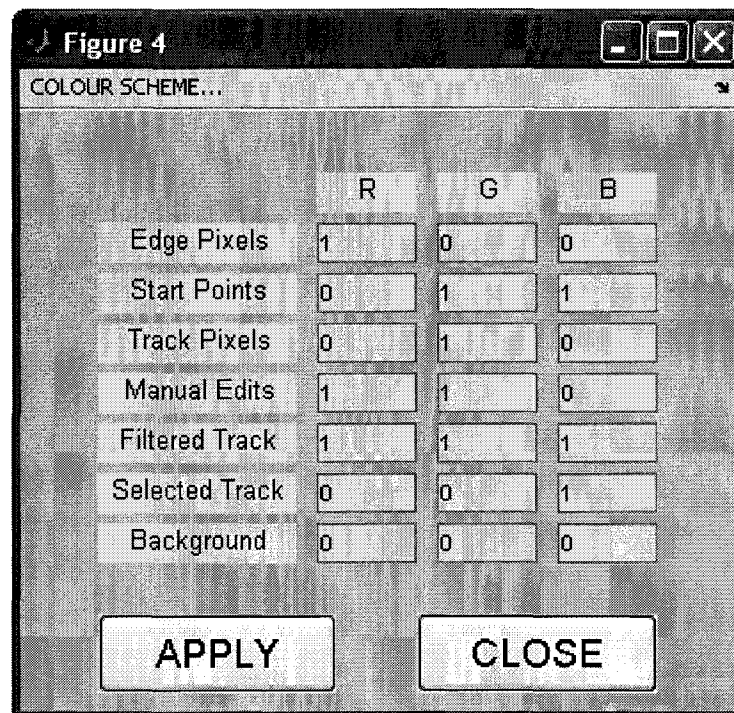 Figure 4
COLOUR SCHEME...
R G B
Edge Pixels 1 0 0
Start Points 0 1 1
Track Pixels 0 1 0
Manual Edits 1 1 0
Filtered Track 1 1 1
Selected Track 0 0 1
Background 0 0 0
APPLY CLOSE